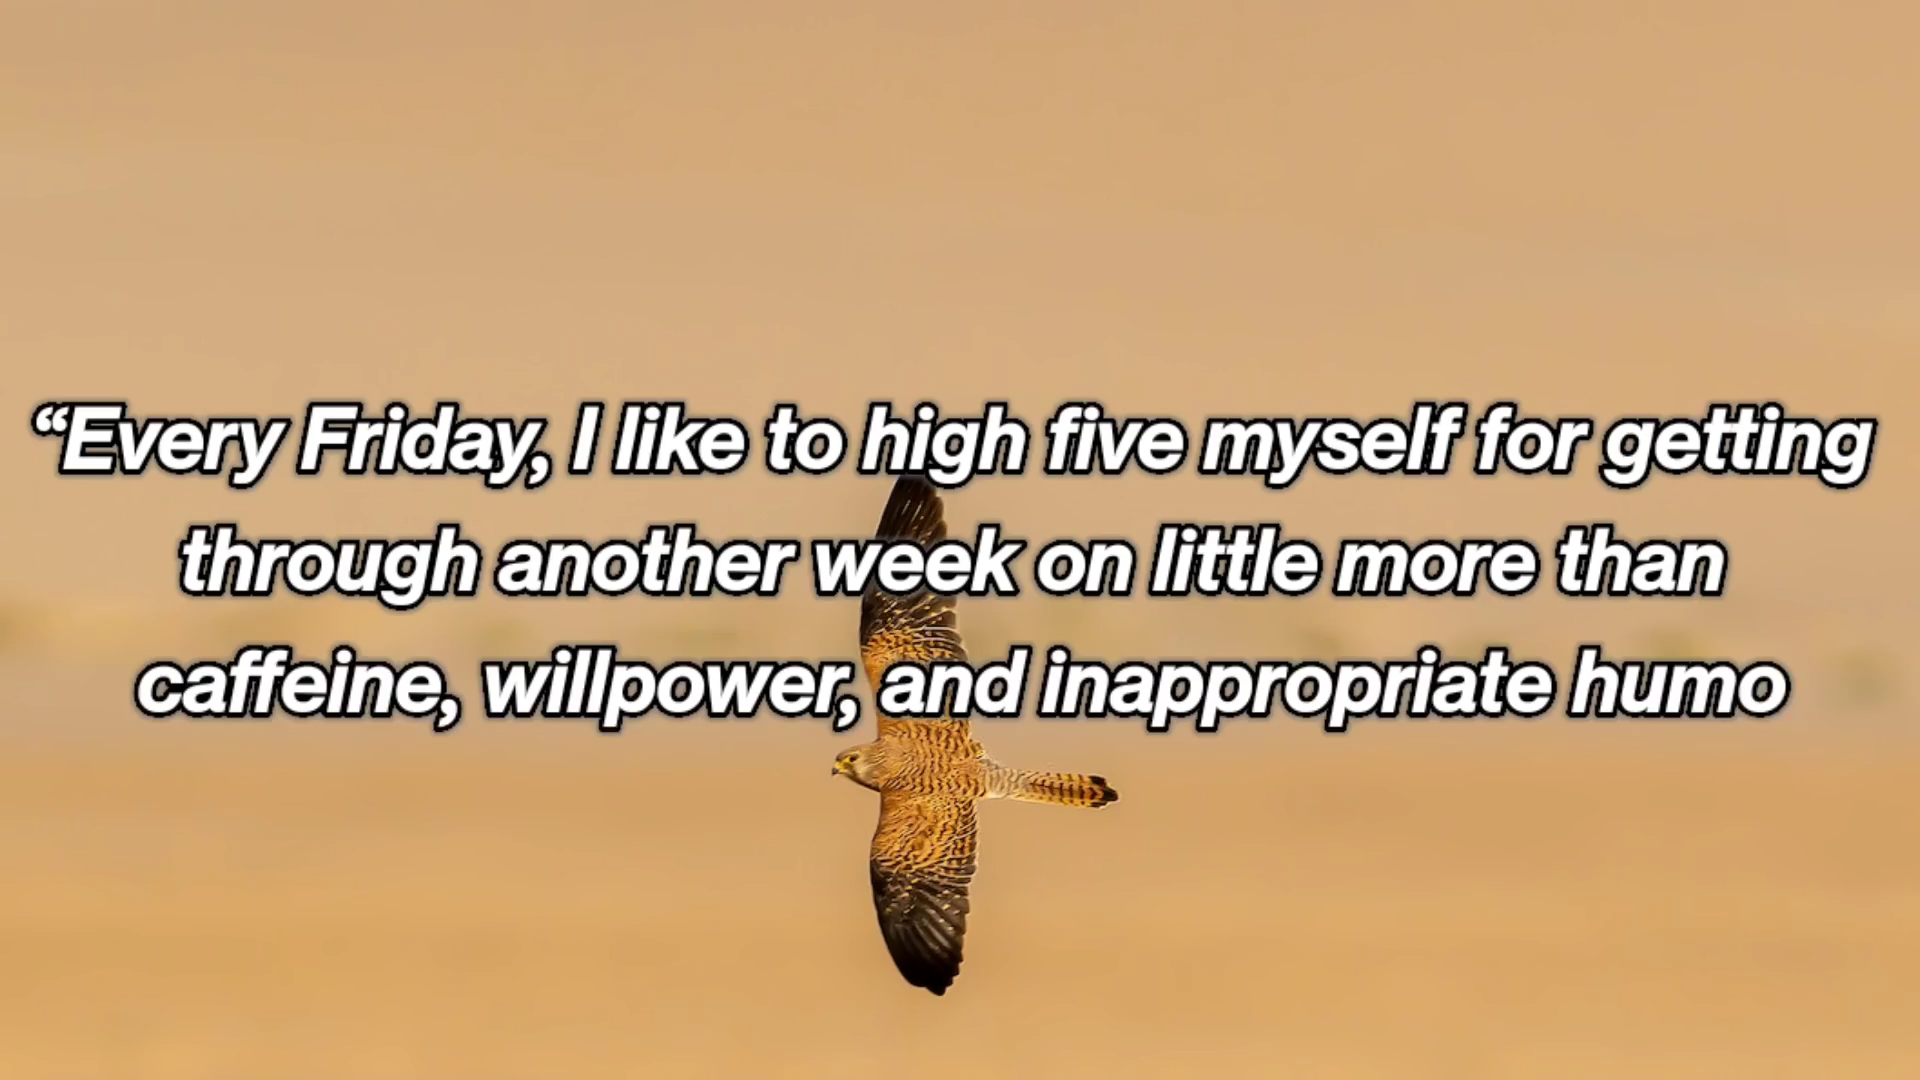 “Every Friday, I like to high five myself for getting
through another week on little more than
caffeine, willpower, and inappropriate humo